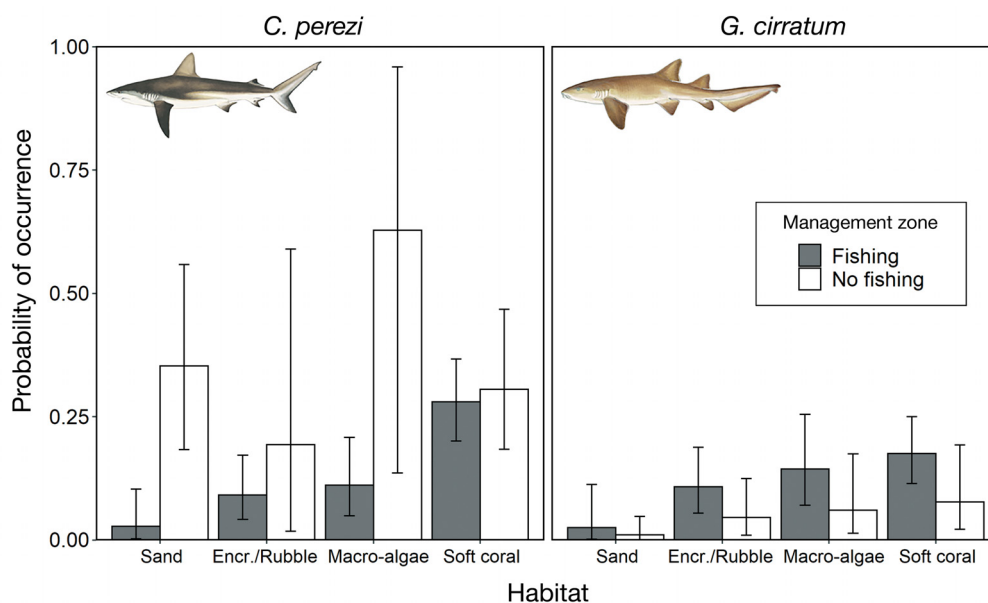 C. perezi
G. cirratum
Probability of occurrence
1.00
0.75
0.50
0.25
0.00
Management zone
Fishing
No fishing
Sand Encr./Rubble Macro-algae Soft coral
Sand Encr./Rubble Macro-algae Soft coral
Habitat